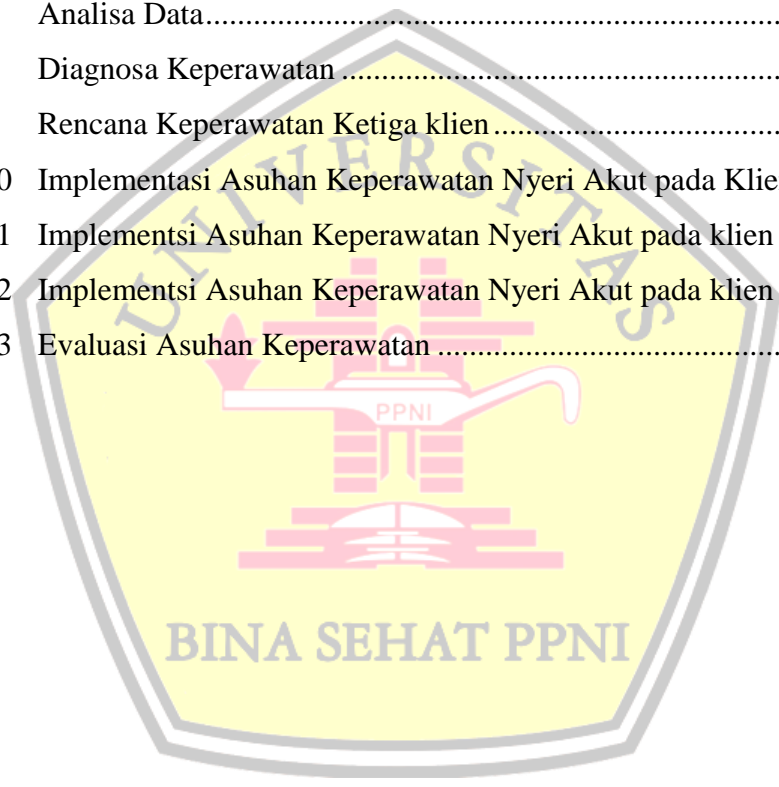 Analisa Data..........................................................................
Diagnosa Keperawatan ........................................................
Rencana Keperawatan Ketiga klien.....................................
0 Implementasi Asuhan Keperawatan Nyeri Akut pada Klie
1 Implementsi Asuhan Keperawatan Nyeri Akut pada klien
2 Implementsi Asuhan Keperawatan Nyeri Akut pada klien
3 Evaluasi Asuhan Keperawatan ............................................
UNIVERSITAS
PPNI
BINA SEHAT PPNI